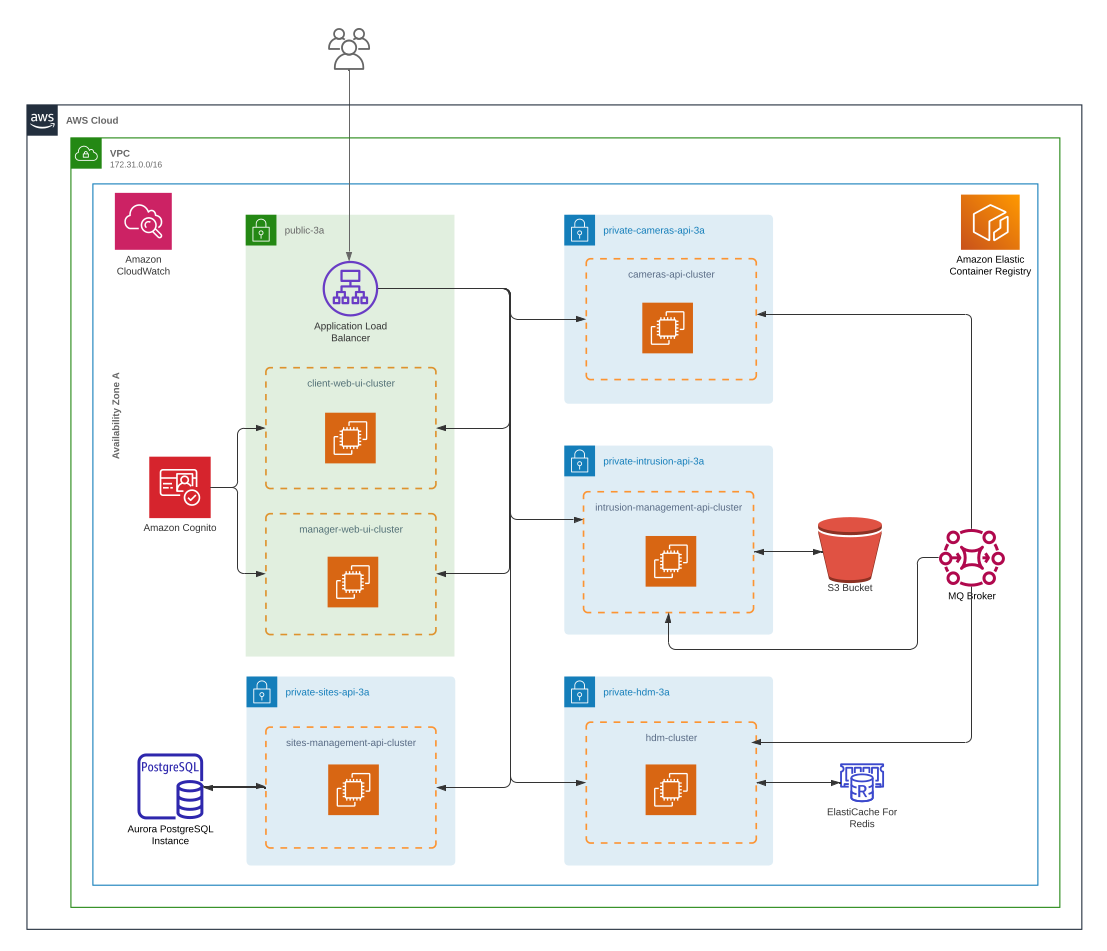 aws
AWS Cloud
VPC
172.31.0.0/16
Amazon
CloudWatch
public-3a
Application Load
Balancer
private-cameras-api-3a
cameras-api-cluster
Amazon Elastic
Container Registry
Availability Zone A
client-web-ui-cluster
Amazon Cognito
manager-web-ui-cluster
private-intrusion-api-3a
intrusion-management-api-cluster
S3 Bucket
MQ Broker
private-sites-api-3a
sites-management-api-cluster
PostgreSQL
Aurora PostgreSQL
Instance
private-hdm-3a
hdm-cluster
R
ElastiCache For
Redis